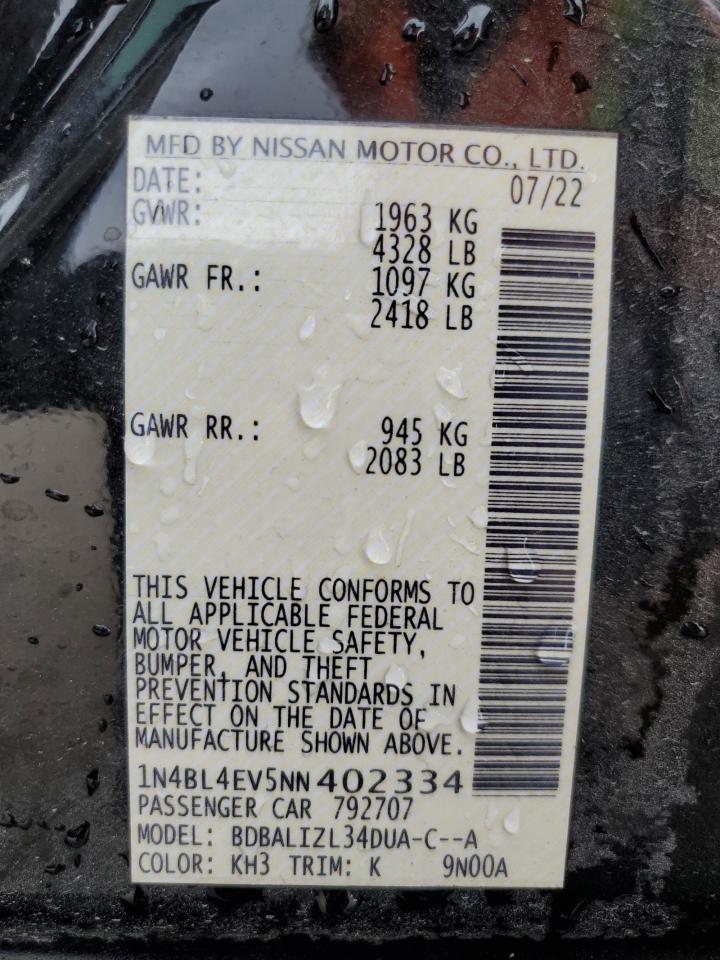 MFD BY NISSAN MOTOR CO., LTD.
DATE: 07/22
GVWR: 1963 KG
4328 LB
GAWR FR.: 1097 KG
2418 LB
GAWR RR.: 945 KG
2083 LB
THIS VEHICLE CONFORMS TO
ALL APPLICABLE FEDERAL
MOTOR VEHICLE SAFETY,
BUMPER, AND THEFT
PREVENTION STANDARDS IN
EFFECT ON THE DATE OF
MANUFACTURE SHOWN ABOVE.
1N4BL4EV5NN402334
PASSENGER CAR 792707
MODEL: BDBALIZL34DUA-C--A
COLOR: KH3 TRIM: K 9N00A